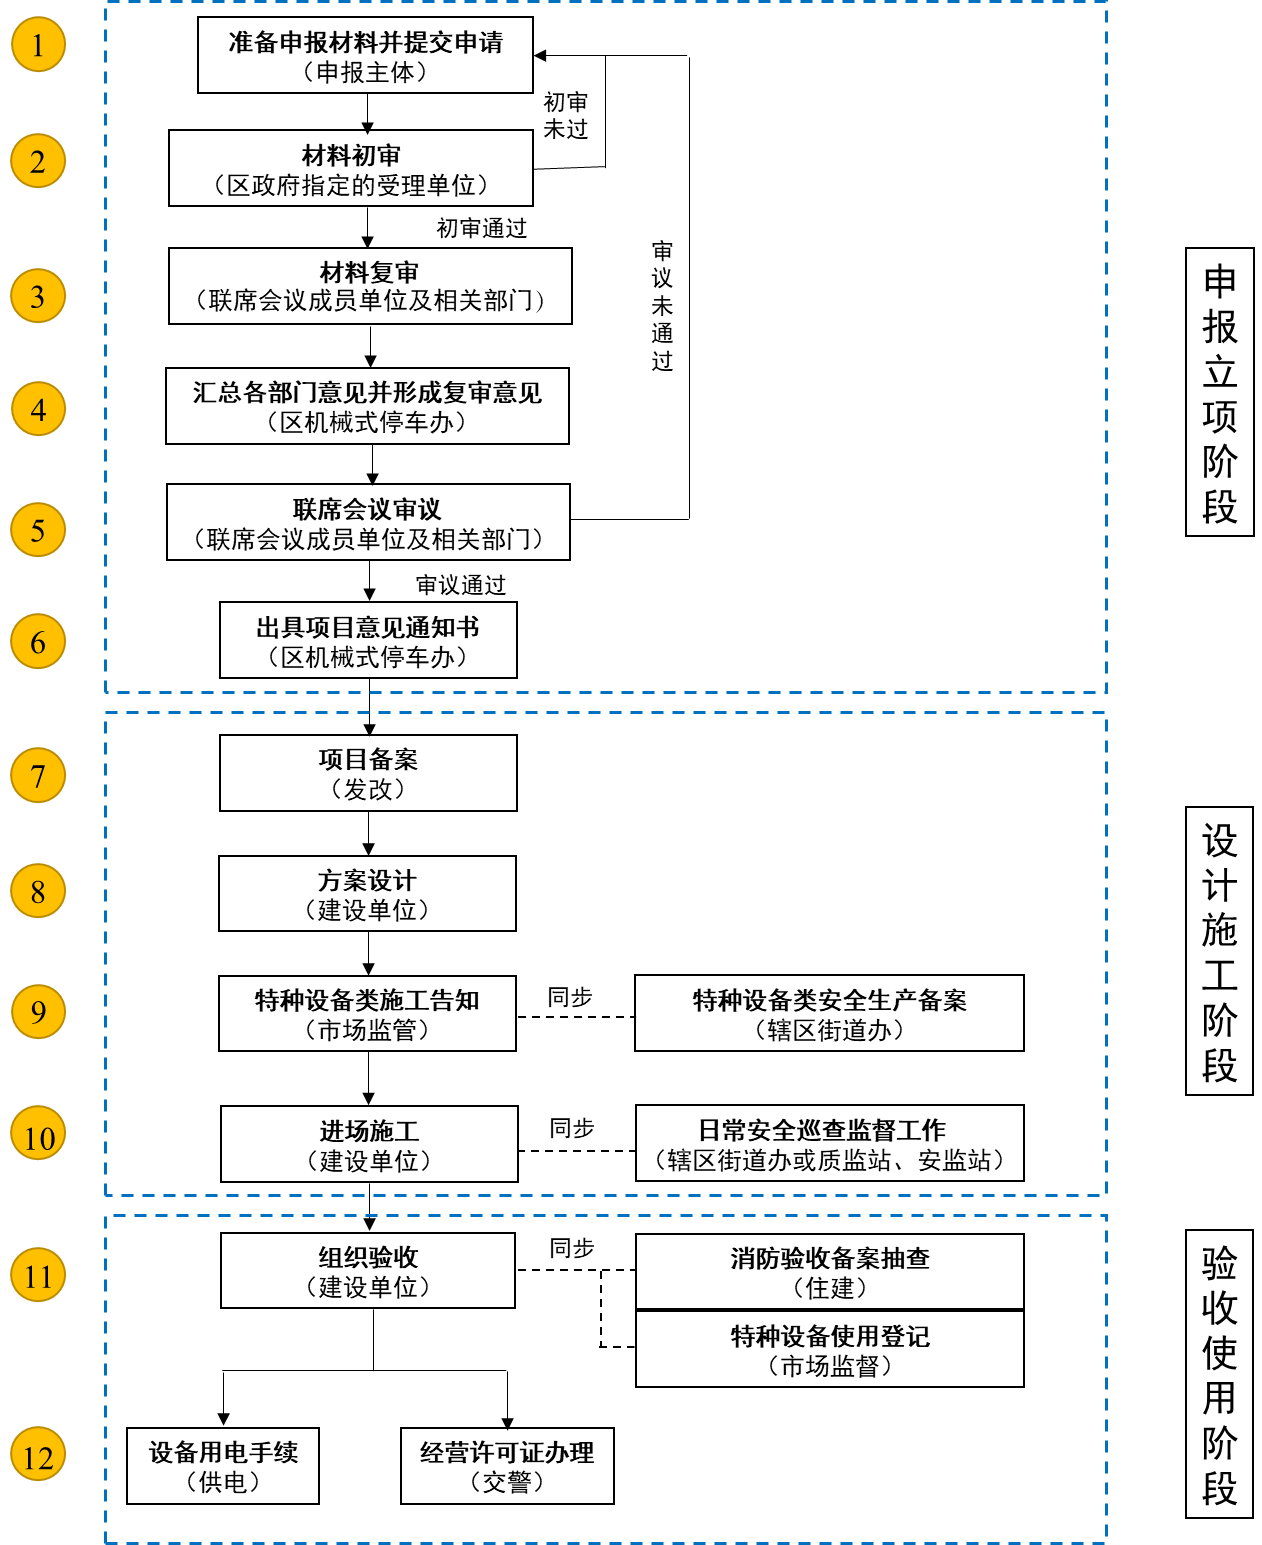 1
准备申报材料并提交申请
（申报主体）
初审
未过
2
材料初审
（区政府指定的受理单位）
初审通过
审议未通过
3
材料复审
（联席会议成员单位及相关部门）
4
汇总各部门意见并形成复审意见
（区机械式停车办）
5
联席会议审议
（联席会议成员单位及相关部门）
审议通过
6
出具项目意见通知书
（区机械式停车办）
申报立项阶段
7
项目备案
（发改）
8
方案设计
（建设单位）
9
特种设备类施工告知
（市场监管）
同步
特种设备类安全生产备案
（辖区街道办）
10
进场施工
（建设单位）
同步
日常安全巡查监督工作
（辖区街道办或质监站、安监站）
设计施工阶段
11
组织验收
（建设单位）
同步
消防验收备案抽查
（住建）
特种设备使用登记
（市场监督）
12
设备用电手续
（供电）
经营许可证办理
（交警）
验收使用阶段